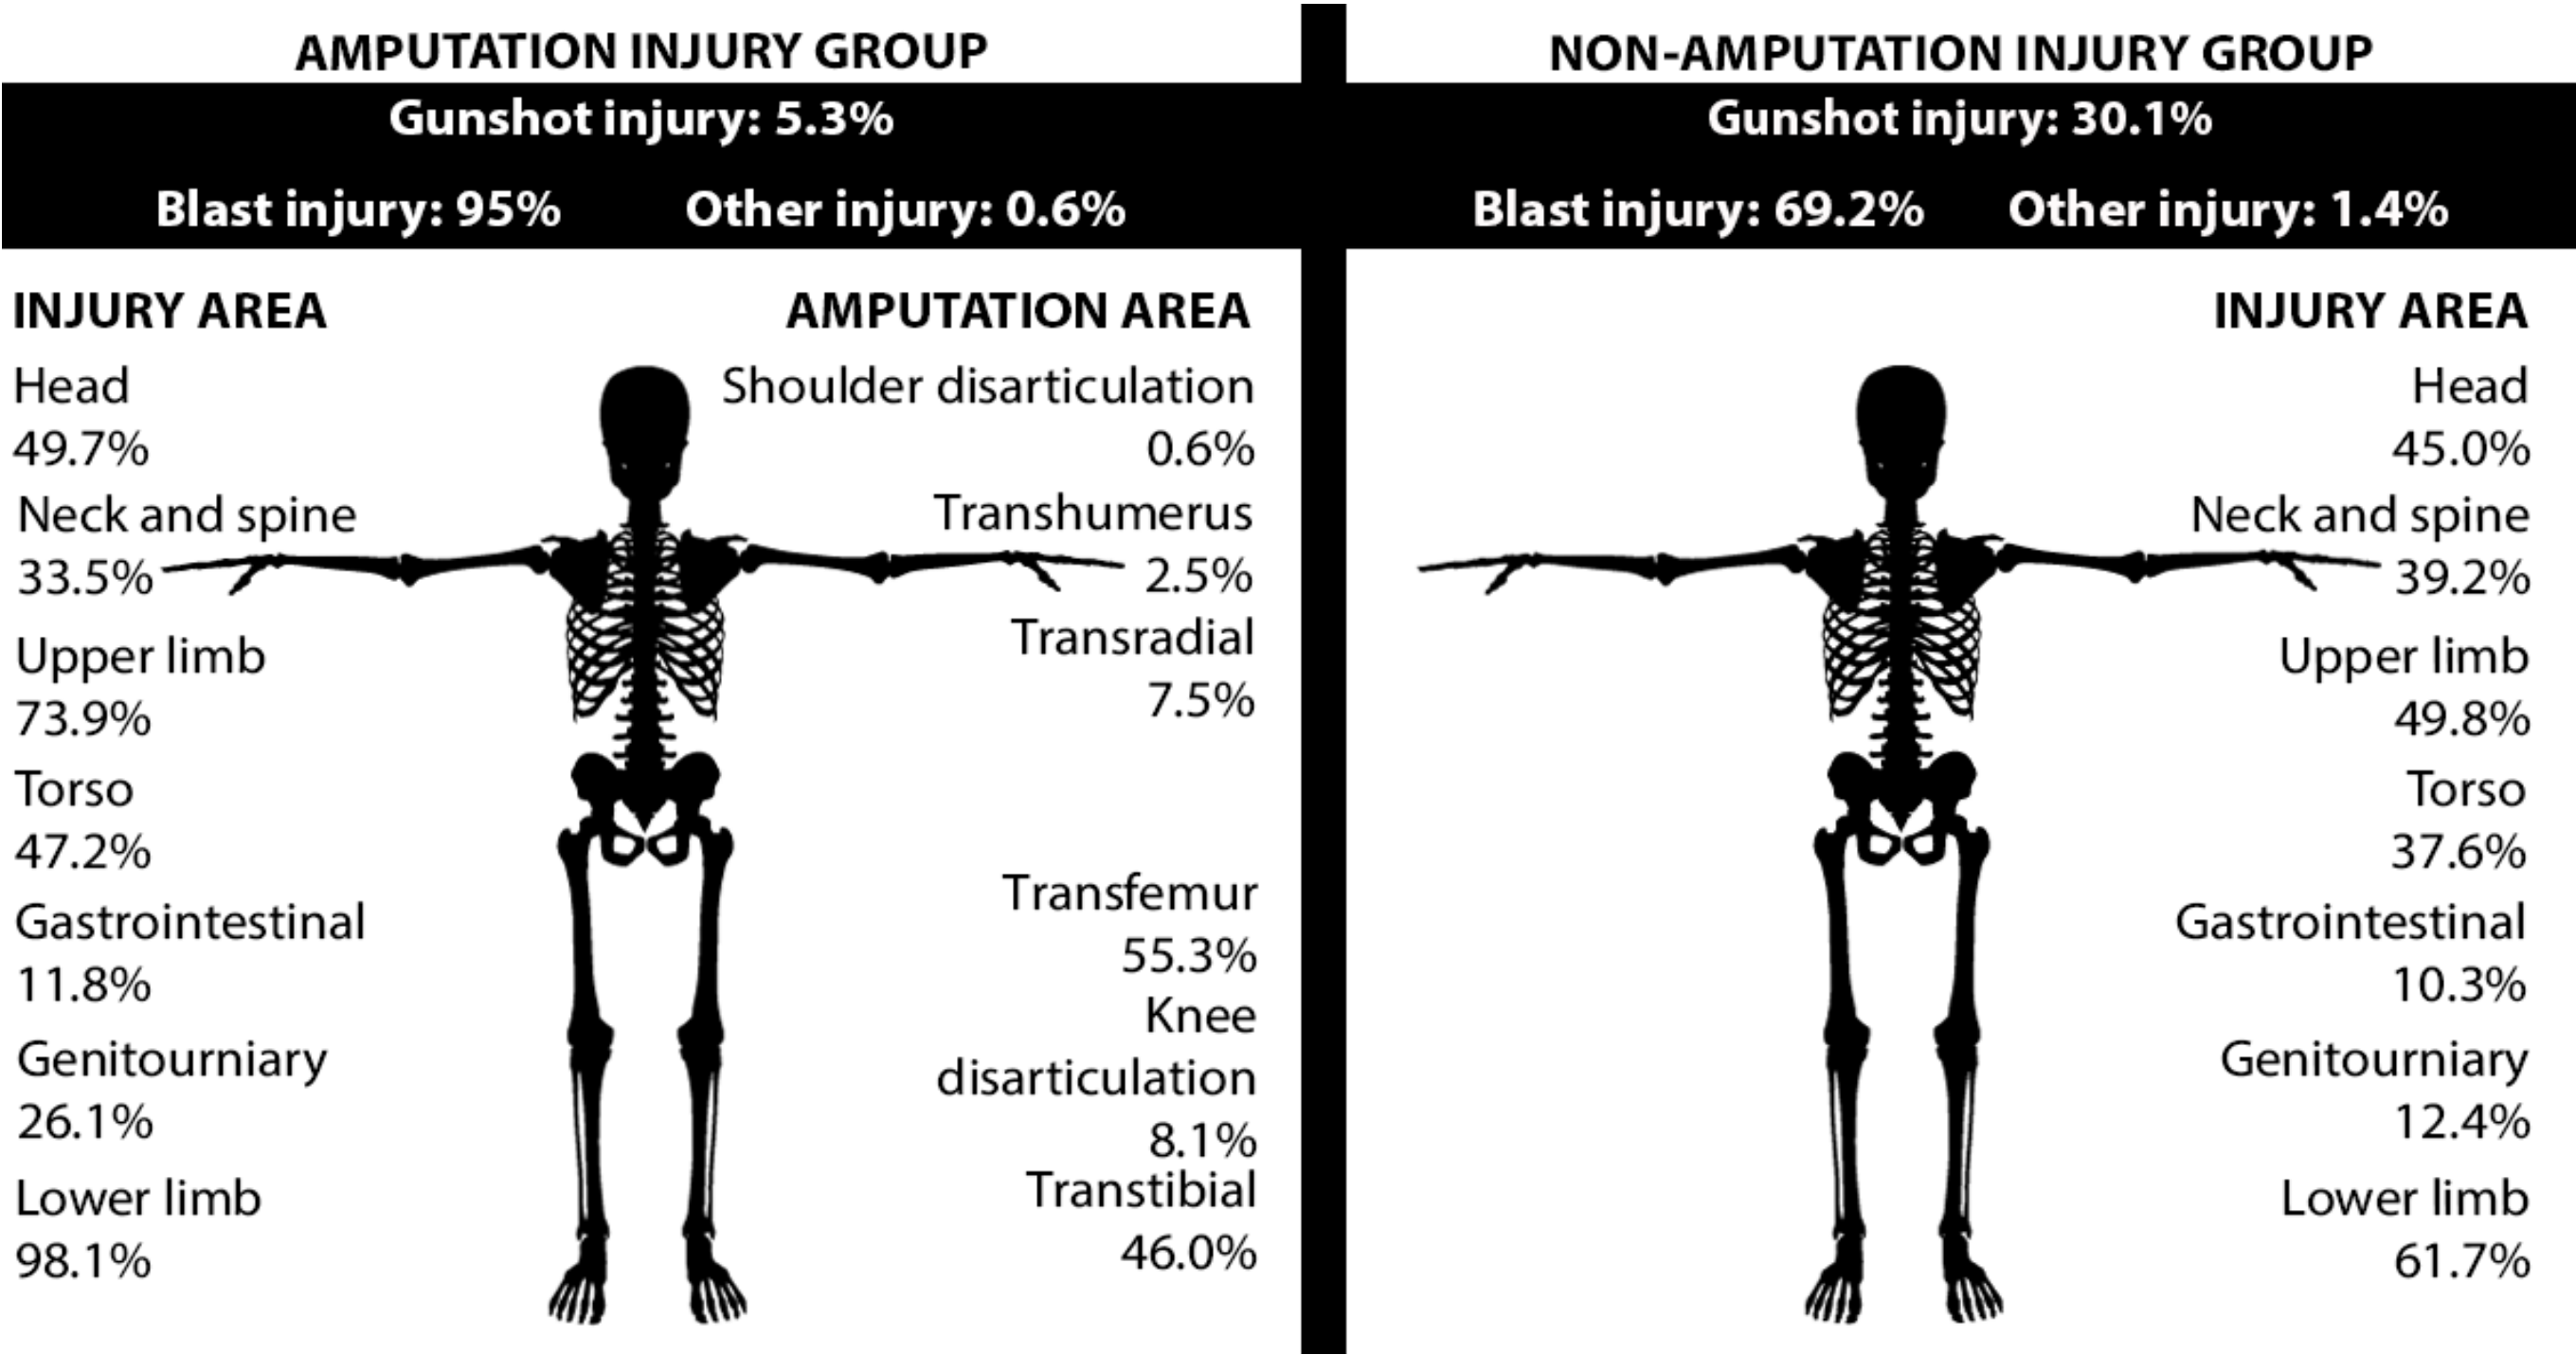 AMPUTATION INJURY GROUP
Gunshot injury: 5.3%
Blast injury: 95% Other injury: 0.6%
INJURY AREA
Head
49.7%
Neck and spine
33.5%
Upper limb
73.9%
Torso
47.2%
Gastrointestinal
11.8%
Genitourniary
26.1%
Lower limb
98.1%
AMPUTATION AREA
Shoulder disarticulation
0.6%
Transhumerus
2.5%
Transradial
7.5%
Transfemur
55.3%
Knee
disarticulation
8.1%
Transtibial
46.0%
NON-AMPUTATION INJURY GROUP
Gunshot injury: 30.1%
Blast injury: 69.2% Other injury: 1.4%
INJURY AREA
Head
45.0%
Neck and spine
39.2%
Upper limb
49.8%
Torso
37.6%
Gastrointestinal
10.3%
Genitourniary
12.4%
Lower limb
61.7%